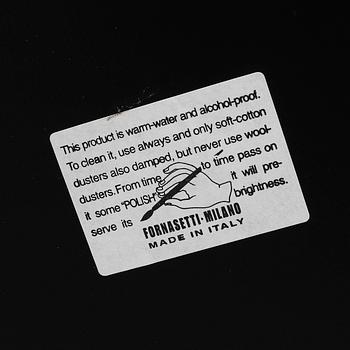 This product is warm-water and alcohol-proof.
To clean it, use always and only soft-cotton
dusters also damped, but never use wool-
dusters. From time to time pass on
it some "POLISH" it will pre-
serve its brightness.
FORNASETTI·MILANO
MADE IN ITALY